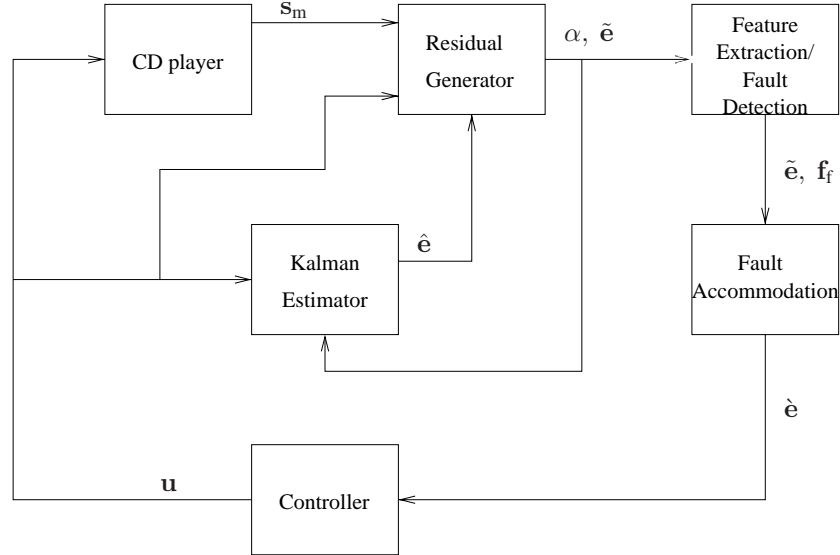 s_m
CD player
Residual
Generator
α, ẽ
Feature
Extraction/
Fault
Detection
ẽ, f_f
Kalman
Estimator
ê
Fault
Accommodation
è
u
Controller